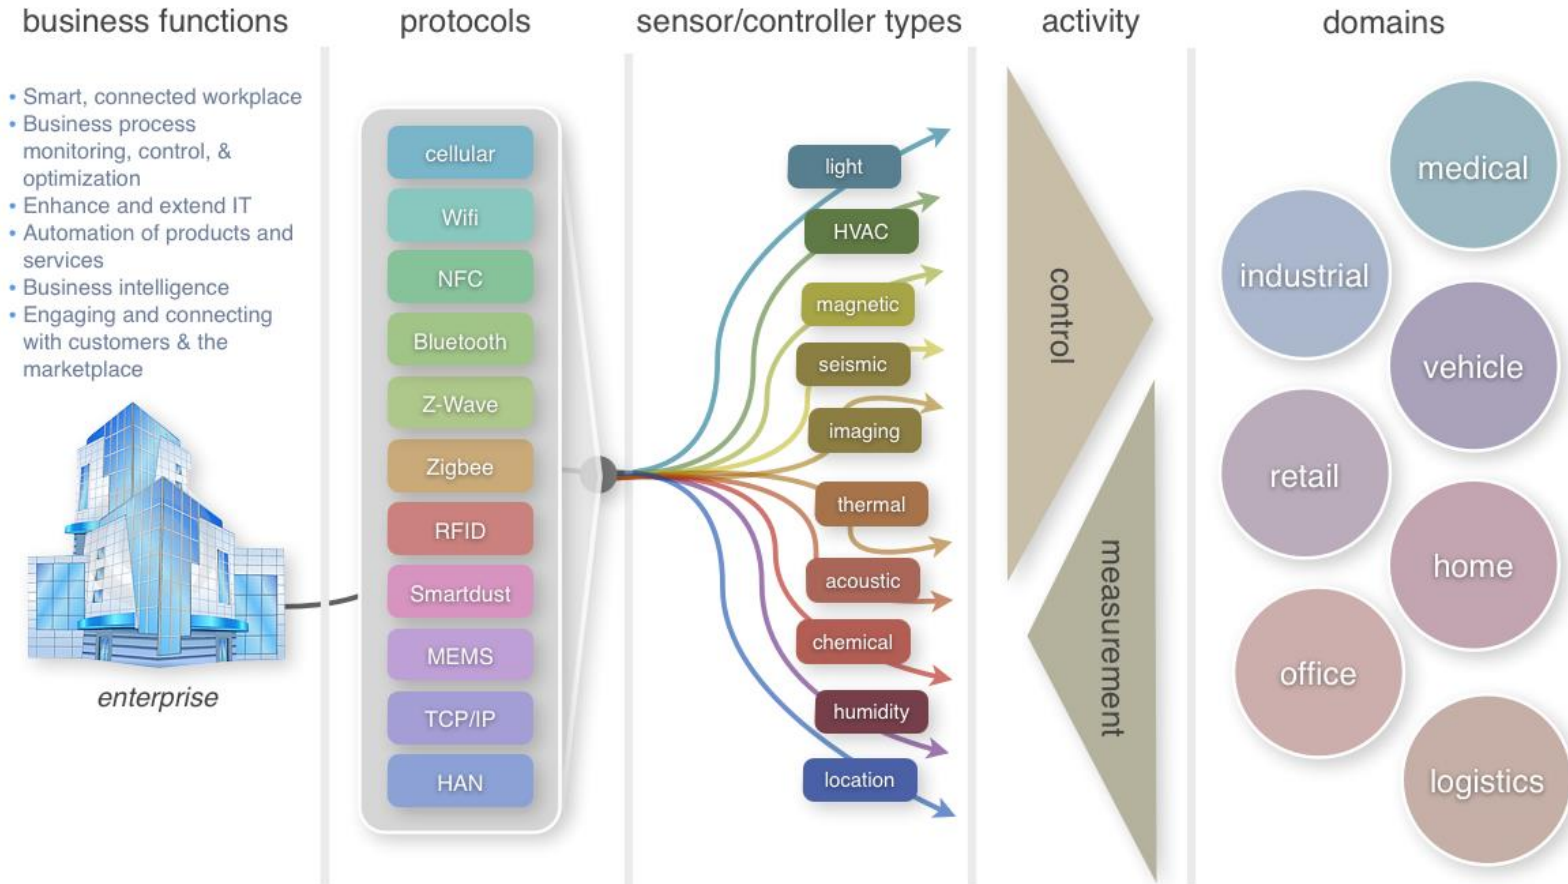 business functions
protocols
sensor/controller types
activity
domains
• Smart, connected workplace
• Business process
monitoring, control, &
optimization
• Enhance and extend IT
• Automation of products and
services
• Business intelligence
• Engaging and connecting
with customers & the
marketplace
enterprise
cellular
Wifi
NFC
Bluetooth
Z-Wave
Zigbee
RFID
Smartdust
MEMS
TCP/IP
HAN
light
HVAC
magnetic
seismic
imaging
thermal
acoustic
chemical
humidity
location
control
measurement
medical
industrial
vehicle
retail
home
office
logistics